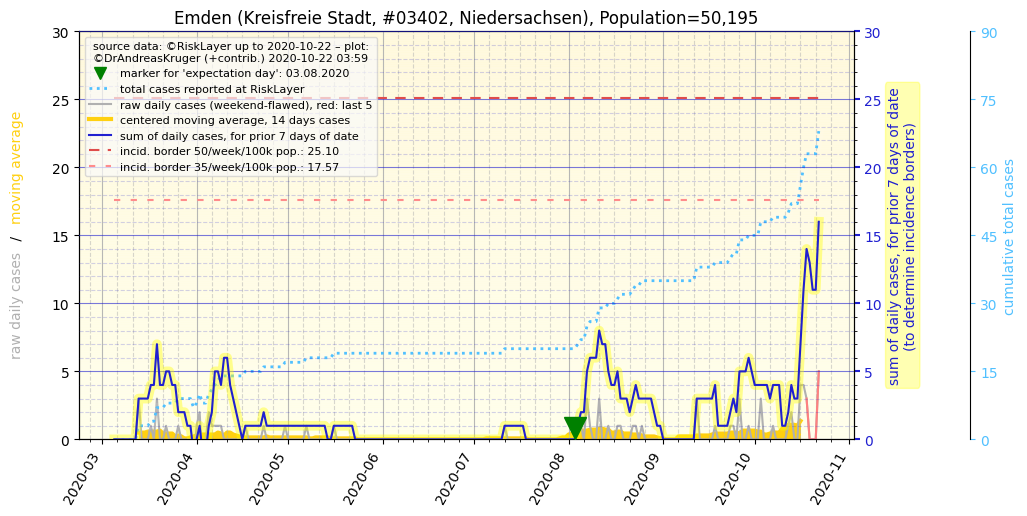 Emden (Kreisfreie Stadt, #03402, Niedersachsen), Population=50,195
source data: ©RiskLayer up to 2020-10-22 – plot:
©DrAndreasKruger (+contrib.) 2020-10-22 03:59
marker for 'expectation day': 03.08.2020
total cases reported at RiskLayer
raw daily cases (weekend-flawed), red: last 5
centered moving average, 14 days cases
sum of daily cases, for prior 7 days of date
incid. border 50/week/100k pop.: 25.10
incid. border 35/week/100k pop.: 17.57
raw daily cases / moving average
30
25
20
15
10
5
0
2020-03
2020-04
2020-05
2020-06
2020-07
2020-08
2020-09
2020-10
2020-11
30
25
20
15
10
5
0
sum of daily cases, for prior 7 days of date
(to determine incidence borders)
90
75
60
45
30
15
0
cumulative total cases